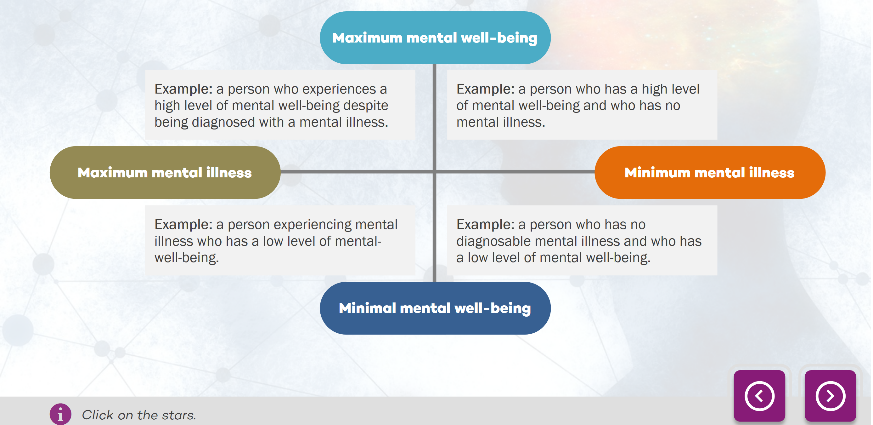 Maximum mental well-being
Example: a person who experiences a
high level of mental well-being despite
being diagnosed with a mental illness.
Example: a person who has a high level
of mental well-being and who has no
mental illness.
Maximum mental illness
Minimum mental illness
Example: a person experiencing mental
illness who has a low level of mental-
well-being.
Example: a person who has no
diagnosable mental illness and who has
a low level of mental well-being.
Minimal mental well-being
i
Click on the stars.